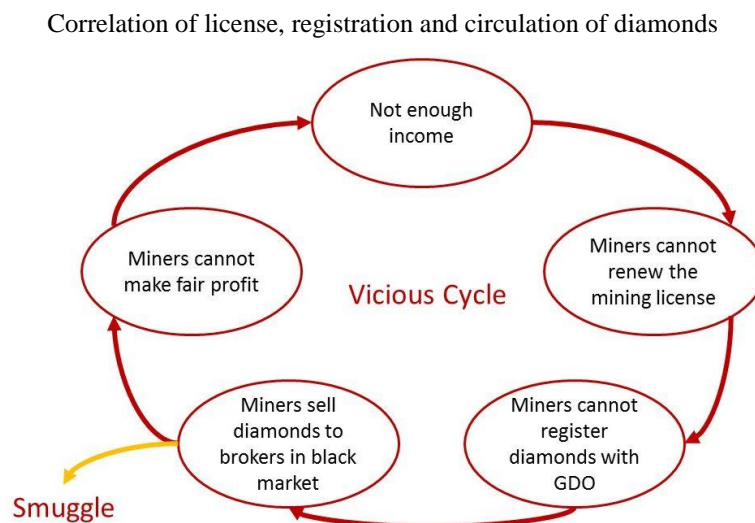 Correlation of license, registration and circulation of diamonds
Not enough
income
Miners cannot
renew the
mining license
Miners cannot
register
diamonds with
GDO
Miners sell
diamonds to
brokers in black
market
Miners cannot
make fair profit
Vicious Cycle
Smuggle